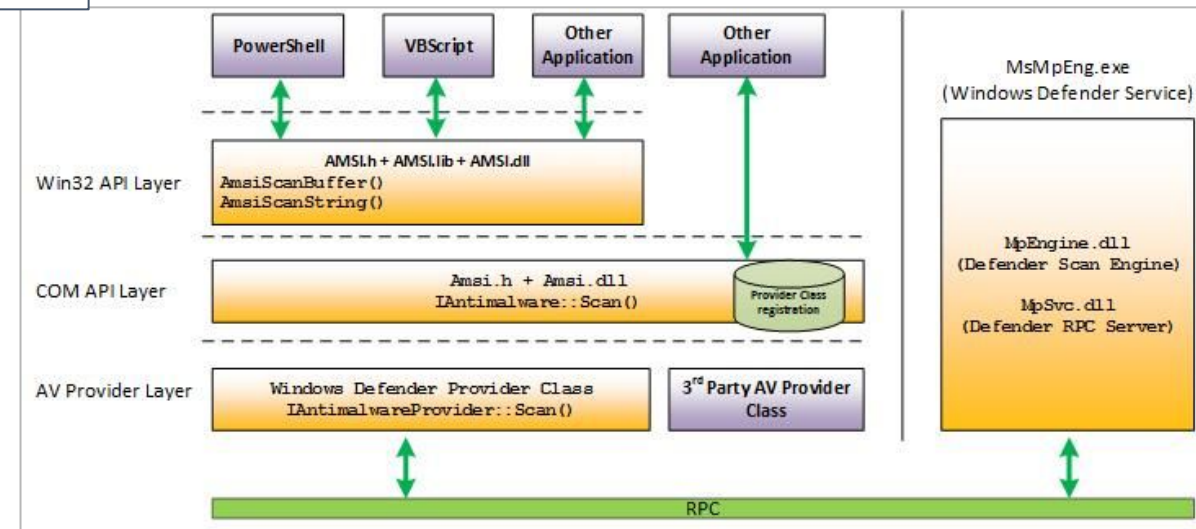 PowerShell
VBScript
Other
Application
Other
Application
MsMpEng.exe
(Windows Defender Service)
Win32 API Layer
AMSI.h + AMSI.lib + AMSI.dll
AmsiScanBuffer()
AmsiScanString()
MpEngine.dll
(Defender Scan Engine)
MpSvc.dll
(Defender RPC Server)
COM API Layer
Amsi.h + Amsi.dll
IAntimalware::Scan()
Provider Class
registration
AV Provider Layer
Windows Defender Provider Class
IAntimalwareProvider::Scan()
3rd Party AV Provider
Class
RPC